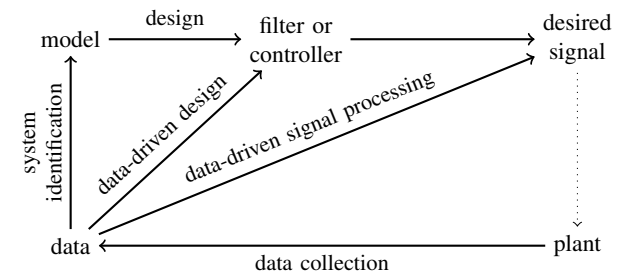 design
model
filter or
controller
desired
signal
system
identification
data-driven design
data-driven signal processing
data
data collection
plant